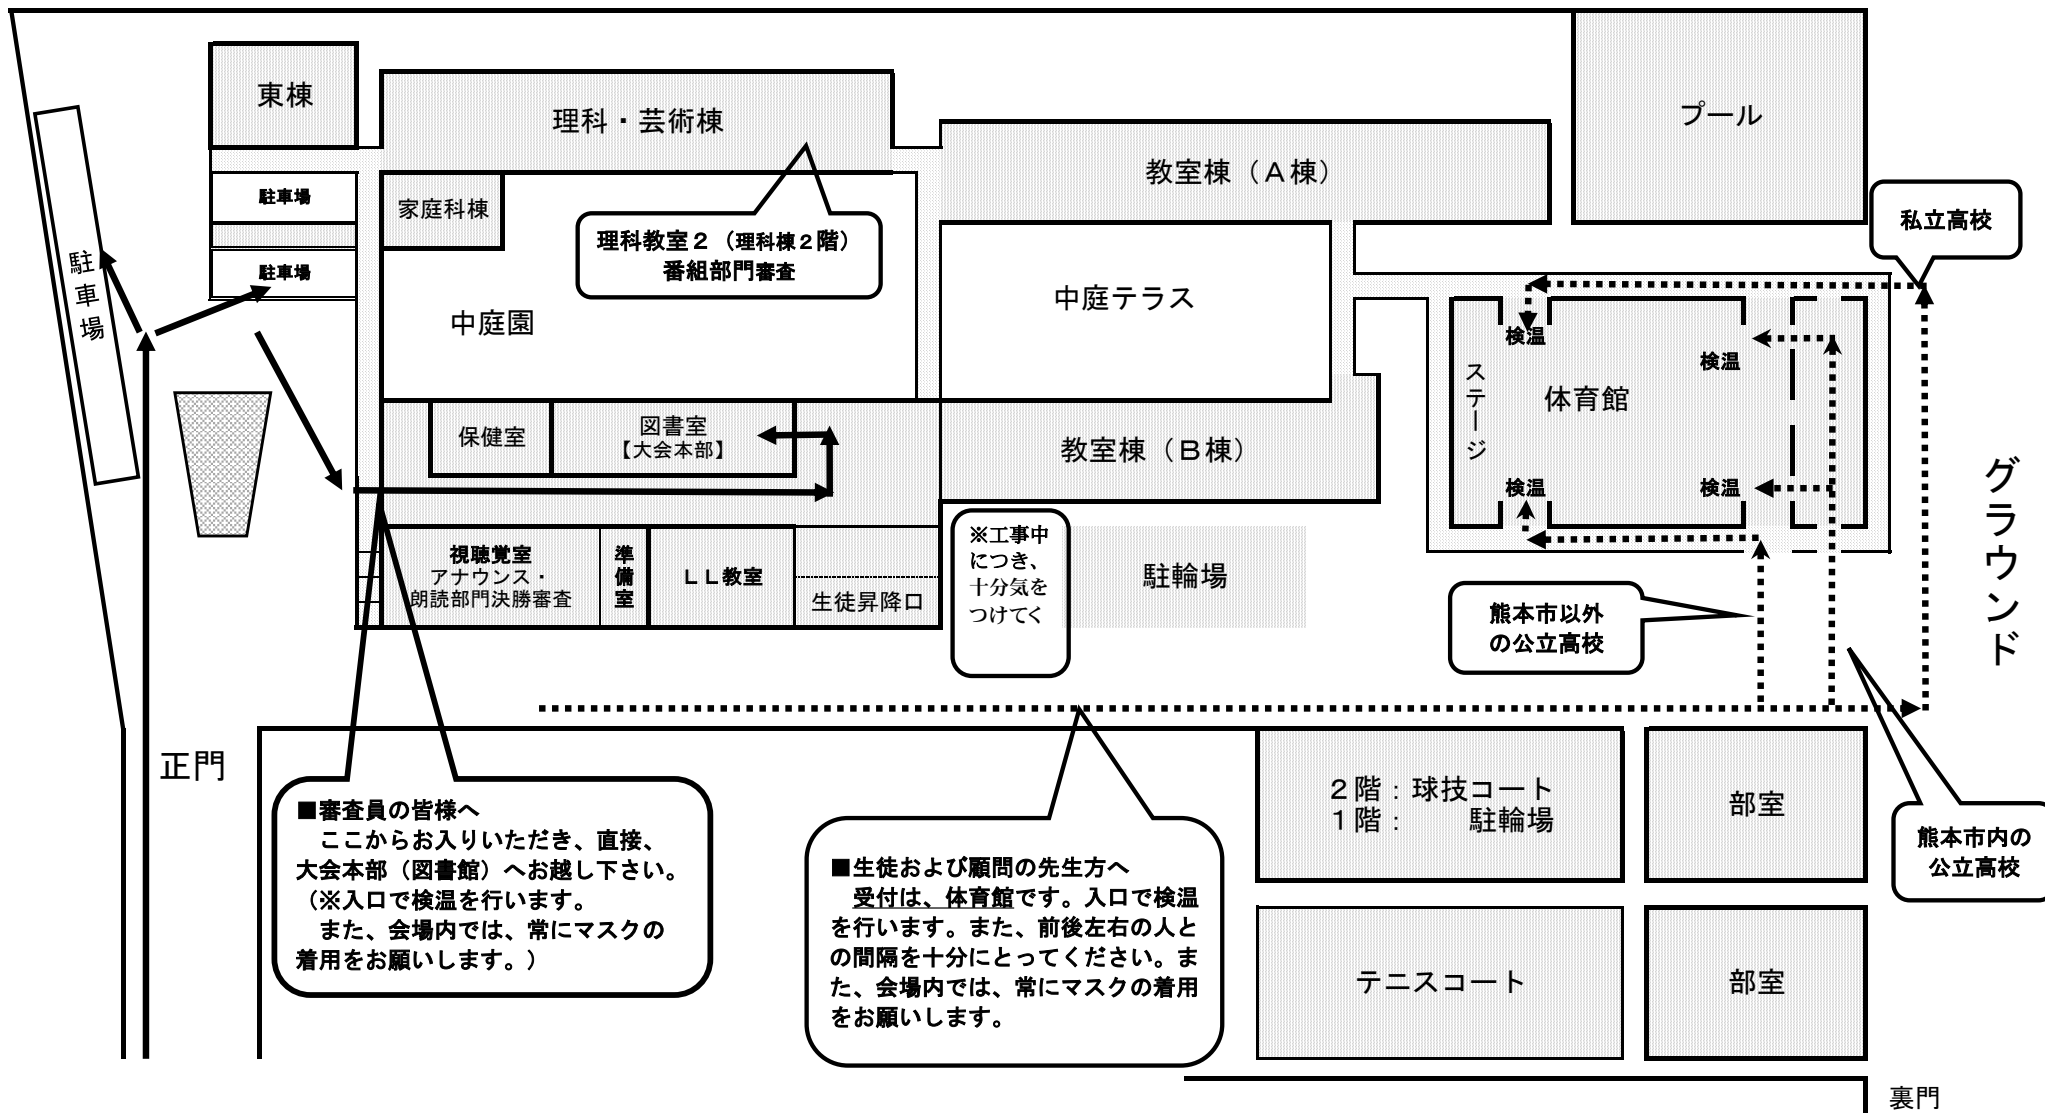 東棟
理科・芸術棟
プール
教室棟（Ａ棟）
駐車場
家庭科棟
私立高校
理科教室２（理科棟２階）
番組部門審査
駐車場
駐車場
中庭テラス
中庭園
検温
検温
ステージ
体育館
保健室
図書室
【大会本部】
教室棟（Ｂ棟）
検温
検温
グラウンド
※工事中
につき、
十分気を
つけてく
視聴覚室
アナウンス・
朗読部門決勝審査
準備室
ＬＬ教室
生徒昇降口
駐輪場
熊本市以外
の公立高校
正門
■審査員の皆様へ
ここからお入りいただき、直接、
大会本部（図書館）へお越し下さい。
（※入口で検温を行います。
また、会場内では、常にマスクの
着用をお願いします。）
■生徒および顧問の先生方へ
受付は、体育館です。入口で検温
を行います。また、前後左右の人と
の間隔を十分にとってください。ま
た、会場内では、常にマスクの着用
をお願いします。
２階：球技コート
１階：　　駐輪場
部室
熊本市内の
公立高校
テニスコート
部室
裏門